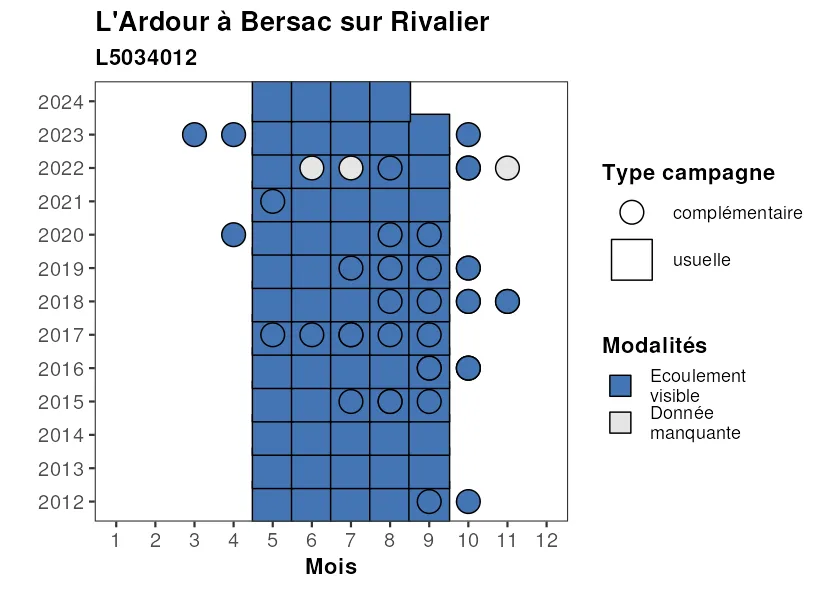 L'Ardour à Bersac sur Rivalier
L5034012
2024
2023
2022
2021
2020
2019
2018
2017
2016
2015
2014
2013
2012
1 2 3 4 5 6 7 8 9 10 11 12
Mois
Type campagne
complémentaire
usuelle
Modalités
Ecoulement
visible
Donnée
manquante